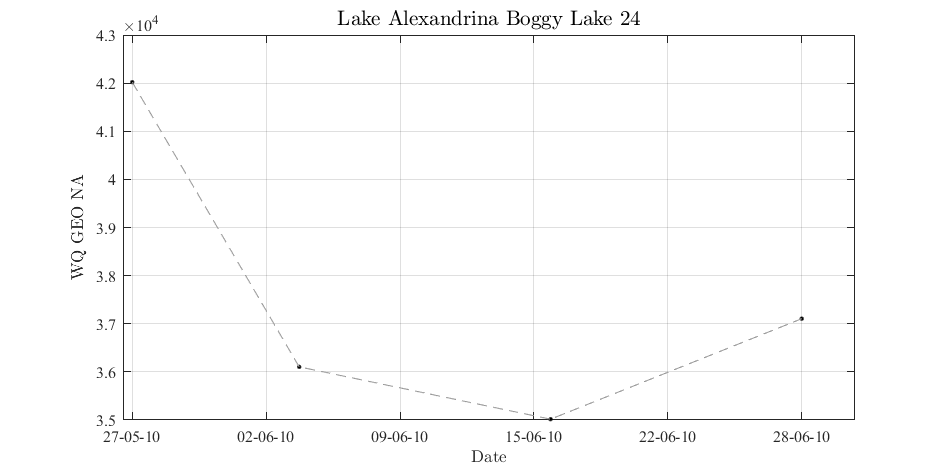 Lake Alexandrina Boggy Lake 24
×10⁴
4.3
4.2
4.1
4
3.9
3.8
3.7
3.6
3.5
WQ GEO NA
27-05-10 02-06-10 09-06-10 15-06-10 22-06-10 28-06-10
Date